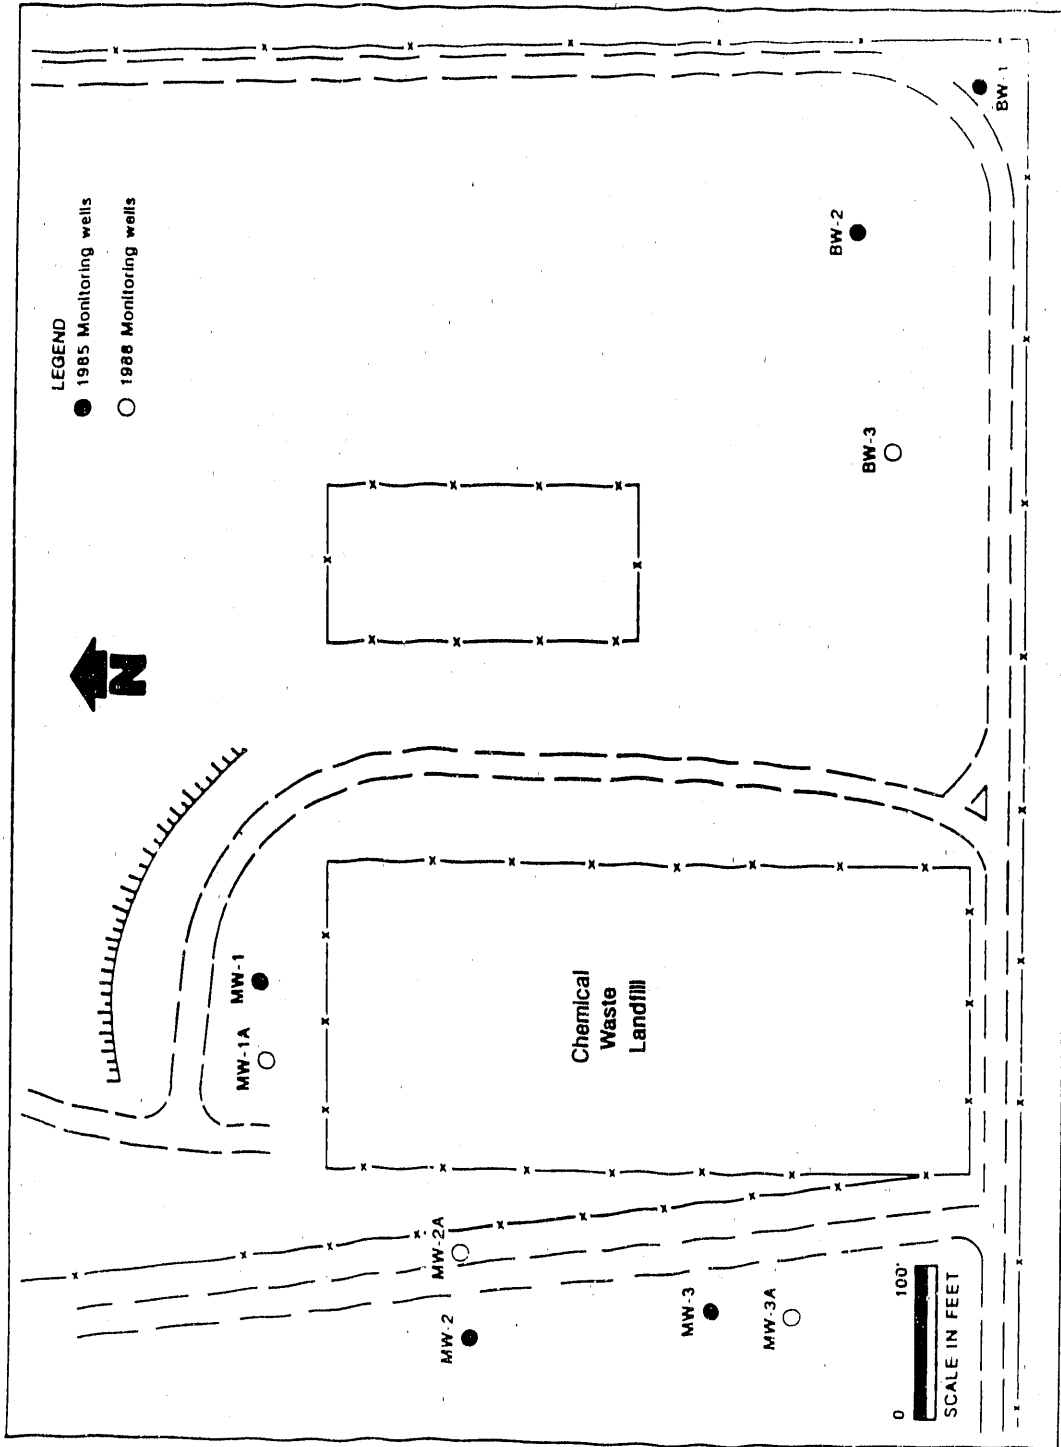 LEGEND
1985 Monitoring wells
1988 Monitoring wells
BW-1
BW-2
BW-3
N
MW-1
MW-1A
Chemical
Waste
Landfill
MW-2A
MW-2
MW-3
MW-3A
0 100'
SCALE IN FEET